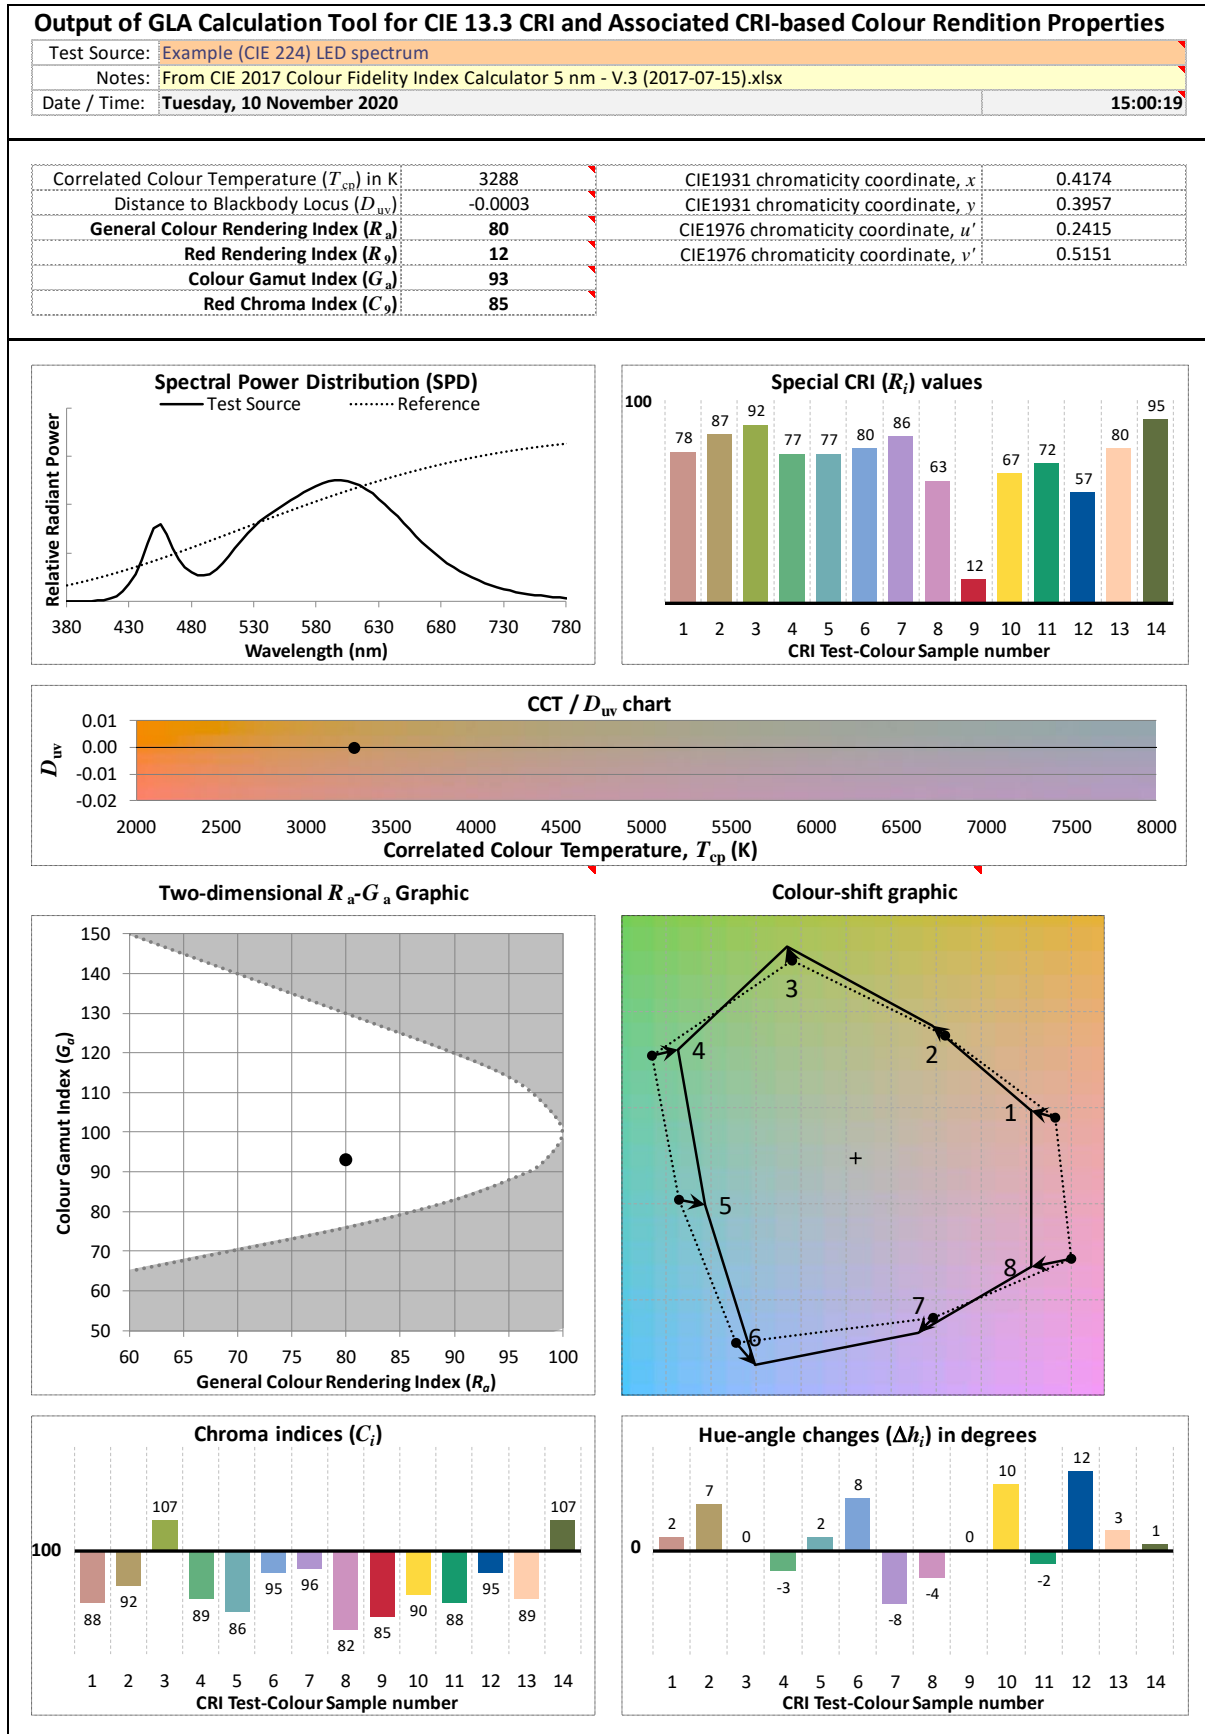 Output of GLA Calculation Tool for CIE 13.3 CRI and Associated CRI-based Colour Rendition Properties
Test Source: Example (CIE 224) LED spectrum
Notes: From CIE 2017 Colour Fidelity Index Calculator 5 nm - V.3 (2017-07-15).xlsx
Date / Time: Tuesday, 10 November 2020 15:00:19
Correlated Colour Temperature (Tcp) in K 3288 CIE1931 chromaticity coordinate, x 0.4174
Distance to Blackbody Locus (Duv) -0.0003 CIE1931 chromaticity coordinate, y 0.3957
General Colour Rendering Index (Ra) 80 CIE1976 chromaticity coordinate, u' 0.2415
Red Rendering Index (R9) 12 CIE1976 chromaticity coordinate, v' 0.5151
Colour Gamut Index (Ga) 93
Red Chroma Index (C9) 85
Spectral Power Distribution (SPD)
Test Source Reference
Relative Radiant Power
380 430 480 530 580 630 680 730 780
Wavelength (nm)
Special CRI (Ri) values
100
78 87 92 77 77 80 86 63 12 67 72 57 80 95
1 2 3 4 5 6 7 8 9 10 11 12 13 14
CRI Test-Colour Sample number
CCT / Duv chart
Duv
0.01
0.00
-0.01
-0.02
2000 2500 3000 3500 4000 4500 5000 5500 6000 6500 7000 7500 8000
Correlated Colour Temperature, Tcp (K)
Two-dimensional Ra-Ga Graphic
Colour Gamut Index (Ga)
150
140
130
120
110
100
90
80
70
60
50
60 65 70 75 80 85 90 95 100
General Colour Rendering Index (Ra)
Colour-shift graphic
3
2
4
1
5
8
7
6
Chroma indices (Ci)
100
88 92 107 89 86 95 96 82 85 90 88 95 89 107
1 2 3 4 5 6 7 8 9 10 11 12 13 14
CRI Test-Colour Sample number
Hue-angle changes (Δhi) in degrees
0
2 7 0 -3 2 8 -8 -4 0 10 -2 12 3 1
1 2 3 4 5 6 7 8 9 10 11 12 13 14
CRI Test-Colour Sample number